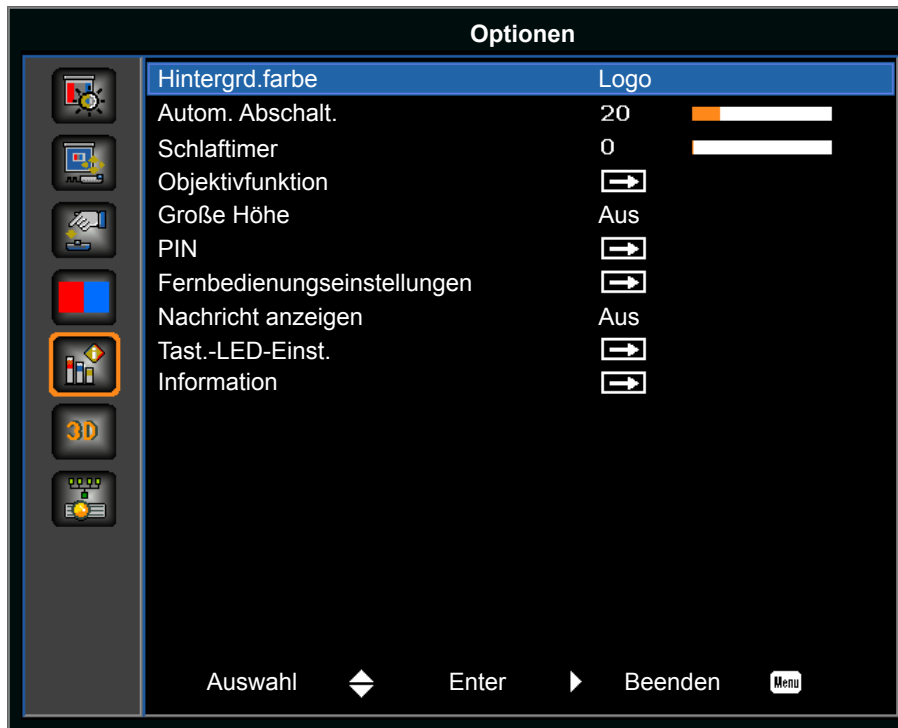 Optionen
Hintergrd.farbe Logo
Autom. Abschalt. 20
Schlaftimer 0
Objektivfunktion
Große Höhe Aus
PIN
Fernbedienungseinstellungen
Nachricht anzeigen Aus
Tast.-LED-Einst.
Information
3D
Auswahl Enter Beenden Menu